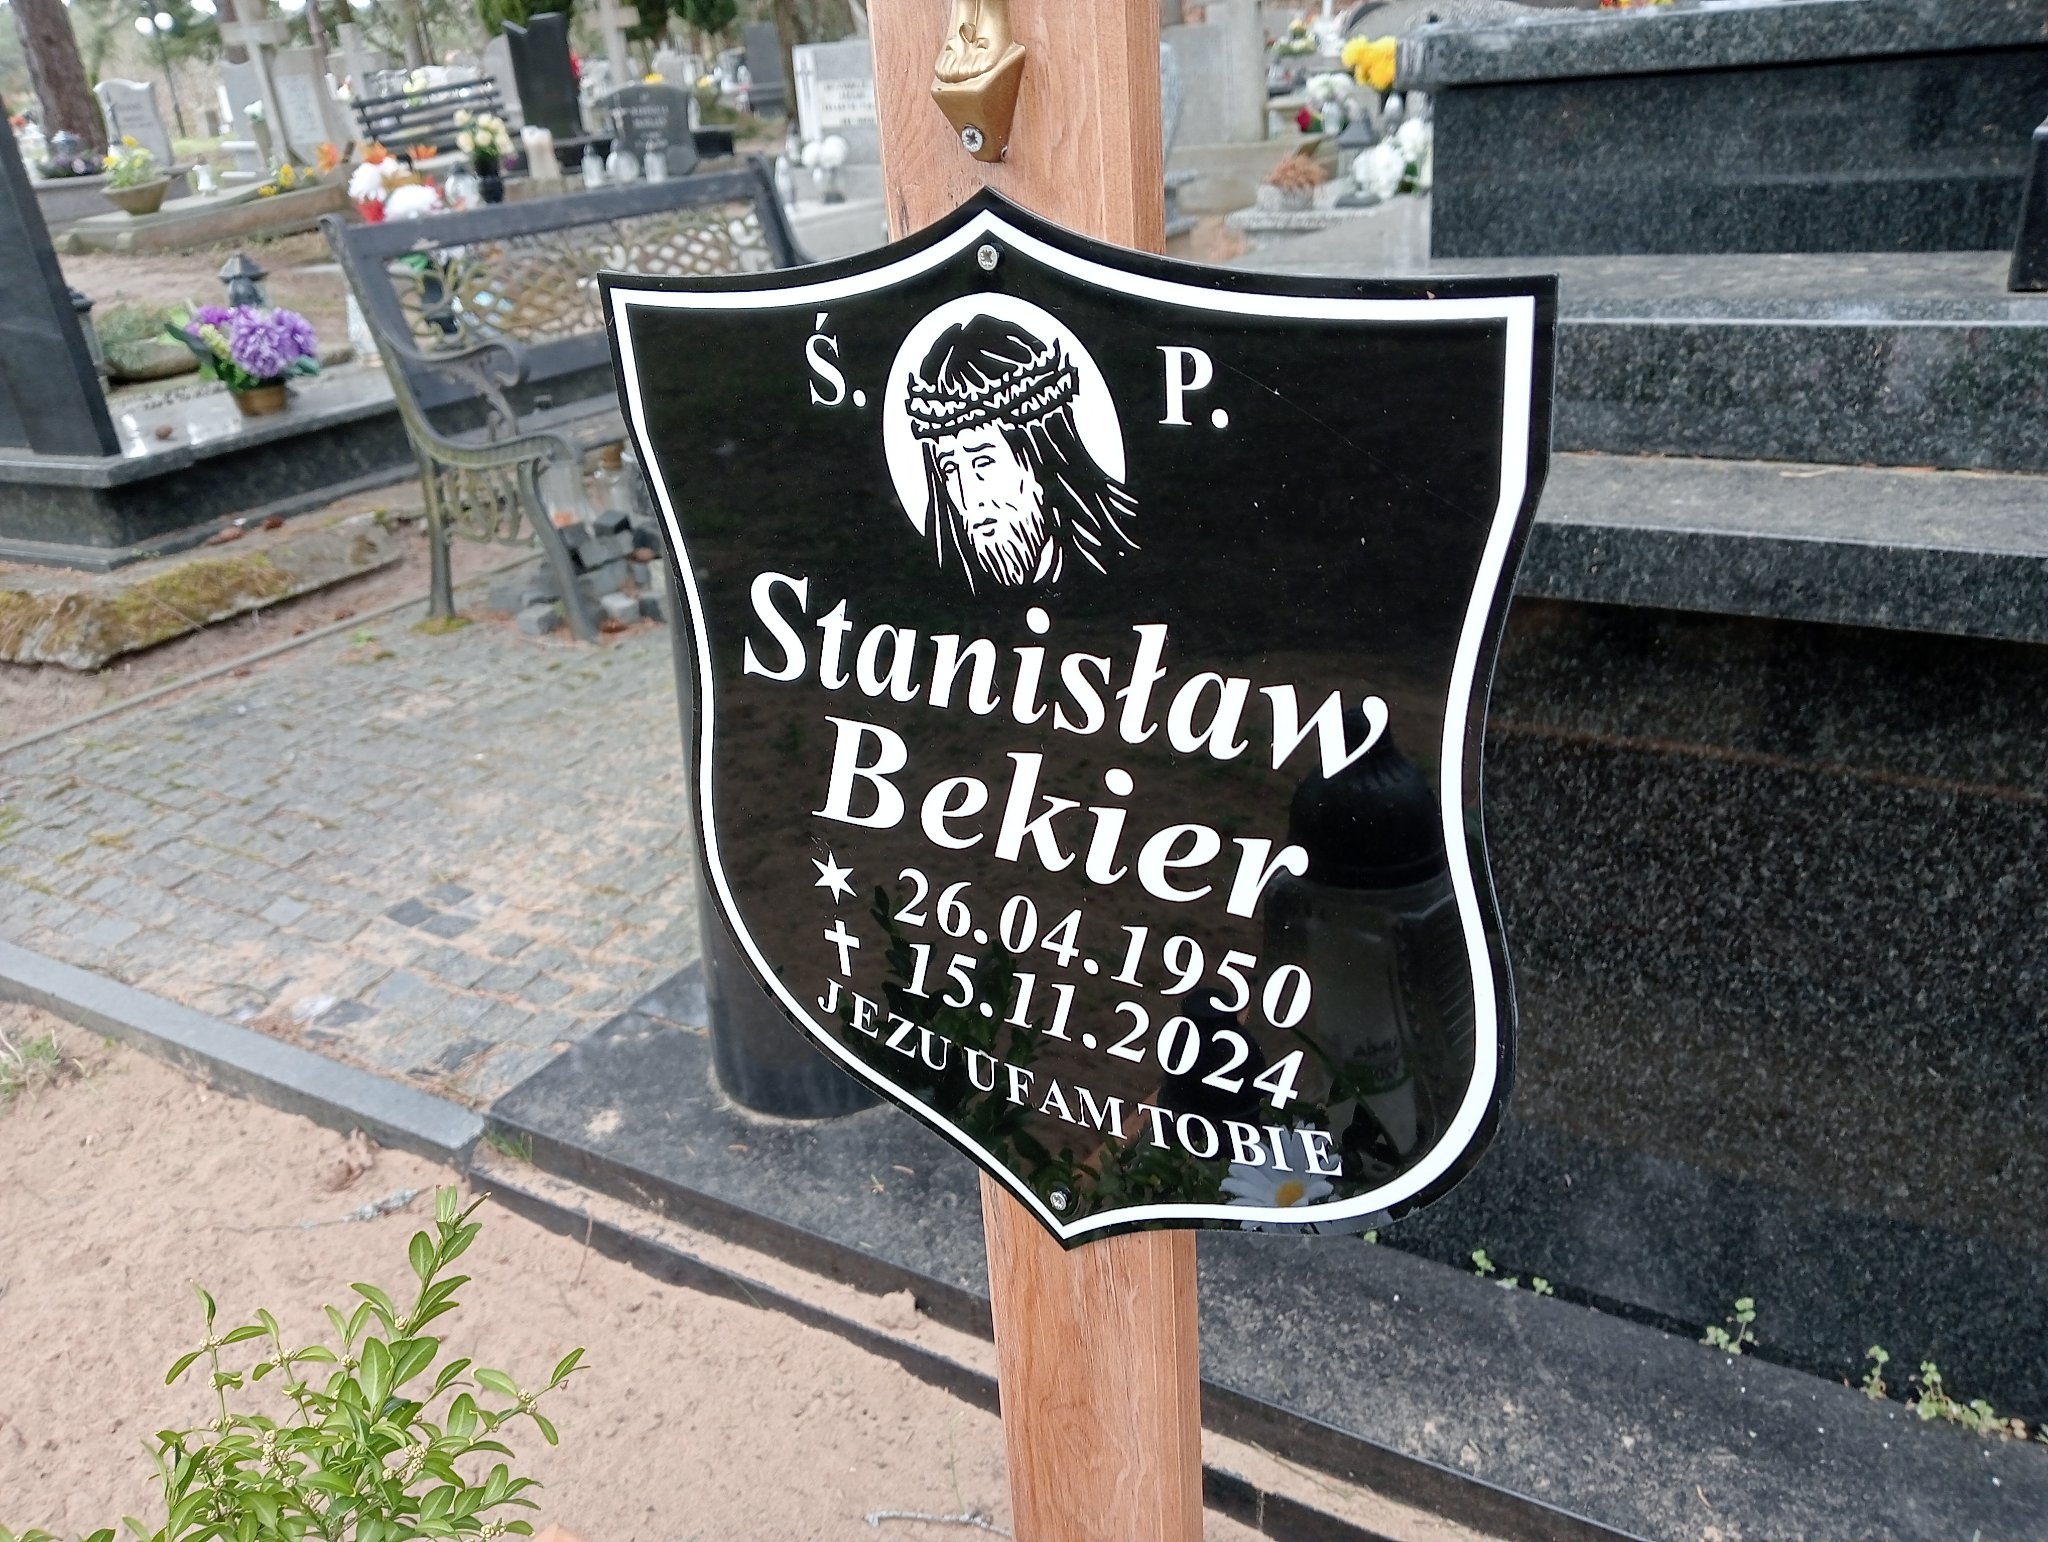 Ś. P.
Stanisław
Bekier
26.04.1950
15.11.2024
JEZU UFAM TOBIE